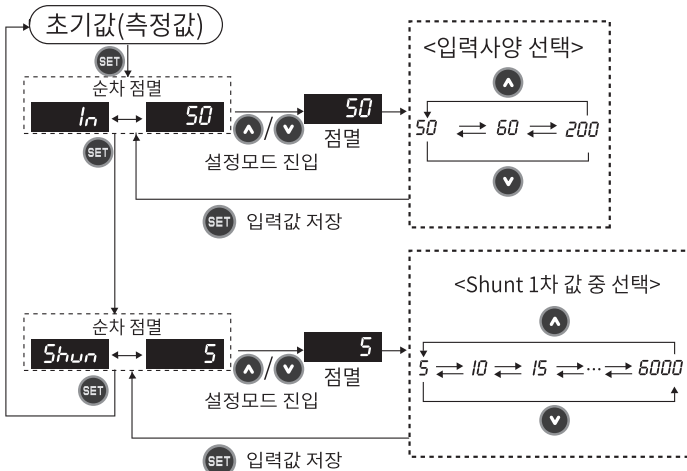 초기값(측정값)
SET
순차 점멸
In 50
SET
∧/∨
설정모드 진입
50
점멸
<입력사양 선택>
∧
50 60 200
∨
SET 입력값 저장
순차 점멸
Shun 5
SET
∧/∨
설정모드 진입
5
점멸
<Shunt 1차 값 중 선택>
∧
5 10 15 ··· 6000
∨
SET 입력값 저장